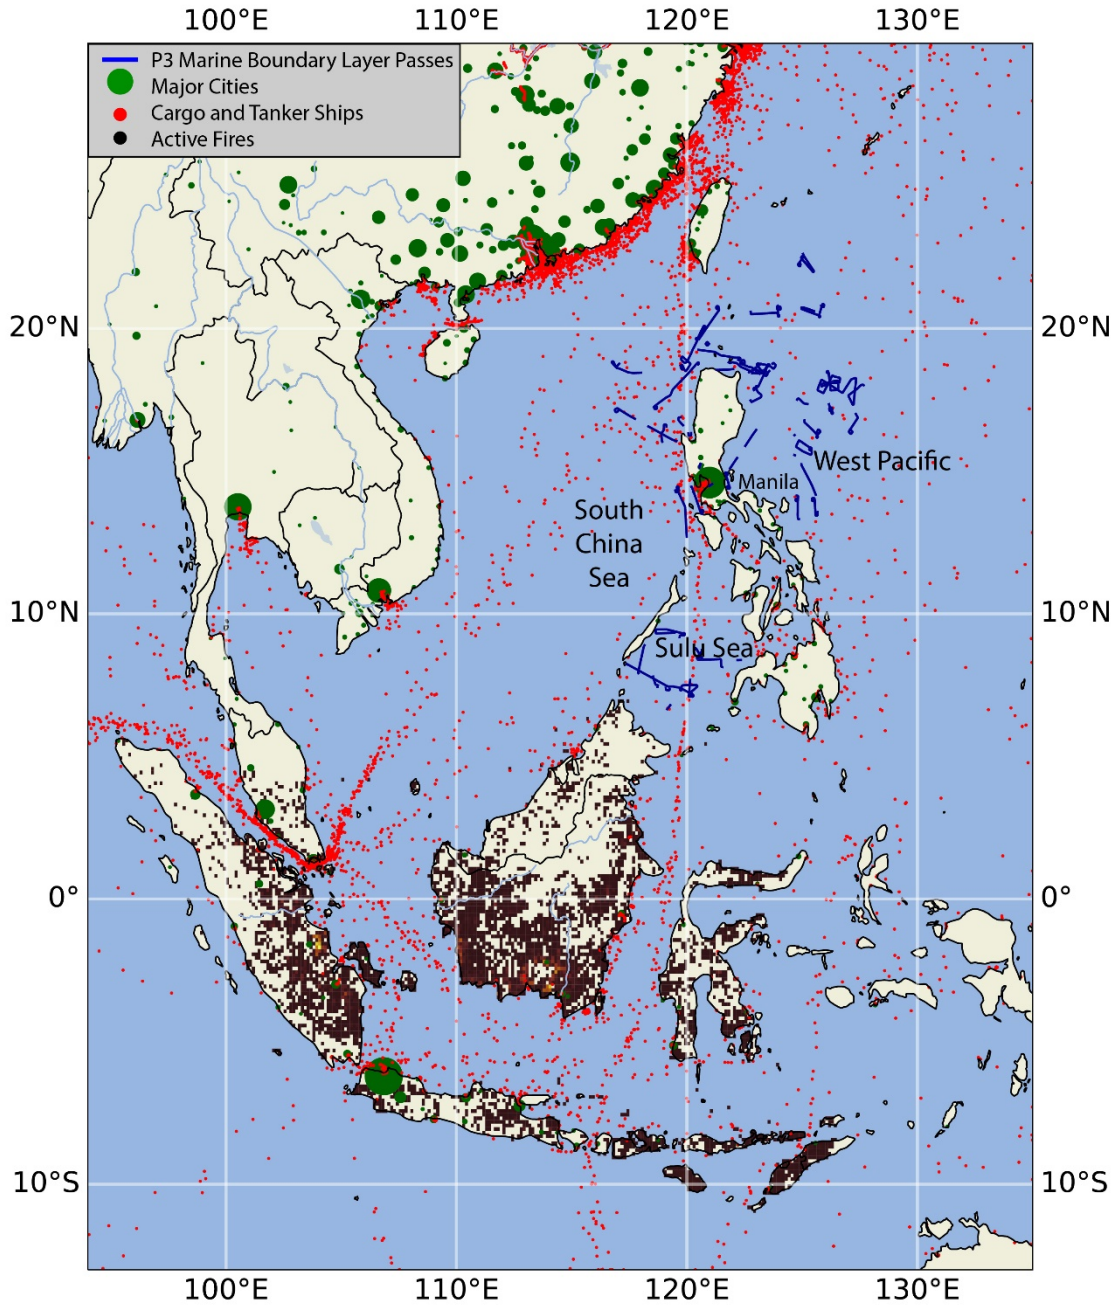 100°E 110°E 120°E 130°E
P3 Marine Boundary Layer Passes
Major Cities
Cargo and Tanker Ships
Active Fires
20°N 20°N
West Pacific
Manila
South
China
Sea
10°N 10°N
Sulu Sea
0° 0°
10°S 10°S
100°E 110°E 120°E 130°E